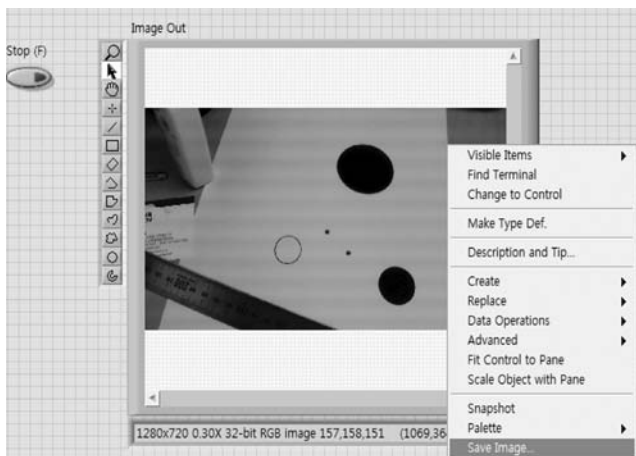 Image Out
Stop (F)
Visible Items
Find Terminal
Change to Control
Make Type Def.
Description and Tip...
Create
Replace
Data Operations
Advanced
Fit Control to Pane
Scale Object with Pane
Snapshot
Palette
Save Image...
1280x720 0.30X 32-bit RGB image 157,158,151 (1069,36